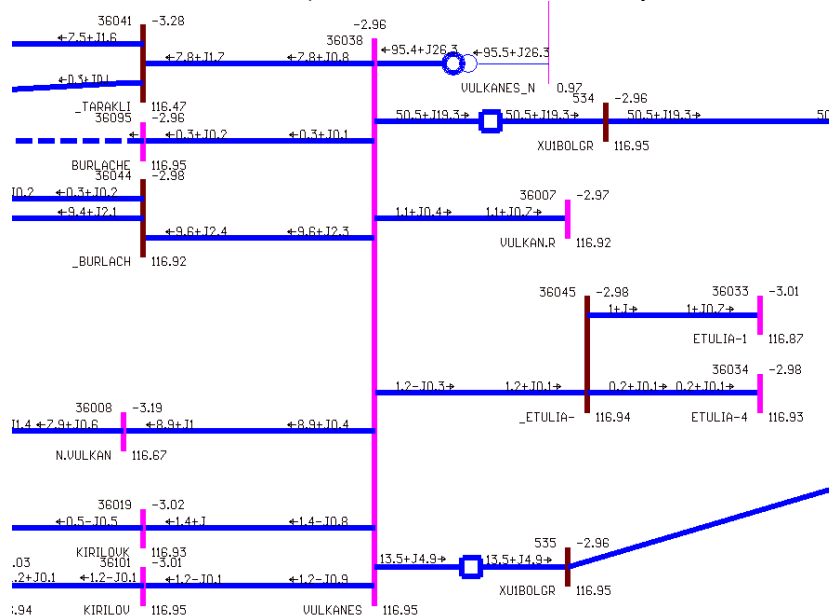 36041 -3.28
-2.96
←7.5+J1.6
36038
←7.8+J1.7 ←7.8+J0.8 ←95.4+J26.3 ←95.5+J26.3
_TARAKLI 116.47
VULKANES_N 0.97
36095 -2.96
534 -2.96
50.5+J19.3→ 50.5+J19.3→ 50.5+J19.3→ 50
←0.3+J0.2 ←0.3+J0.1
XU1BOLGR 116.95
BURLACHE 116.95
36044 -2.98
J0.2 ←0.3+J0.2
36007 -2.97
←9.4+J2.1
1.1+J0.4→ 1.1+J0.7→
←9.6+J2.4 ←9.6+J2.3
VULKAN.R 116.92
_BURLACH 116.92
36045 -2.98 36033 -3.01
1+J→ 1+J0.7→
ETULIA-1 116.87
36034 -2.98
1.2-J0.3→ 1.2+J0.1→ 0.2+J0.1→ 0.2+J0.1→
_ETULIA- 116.94 ETULIA-4 116.93
36008 -3.19
J1.4 ←7.9+J0.6 ←8.9+J1 ←8.9+J0.4
N.VULKAN 116.67
36019 -3.02
←0.5-J0.5 ←1.4+J ←1.4-J0.8
KIRILOVK 116.93
535 -2.96
.03 36101 -3.01
13.5+J4.9→ 13.5+J4.9→
.2+J0.1 ←1.2-J0.1 ←1.2-J0.1 ←1.2-J0.9
XU1BOLGR 116.95
.94 KIRILOV 116.95 VULKANES 116.95